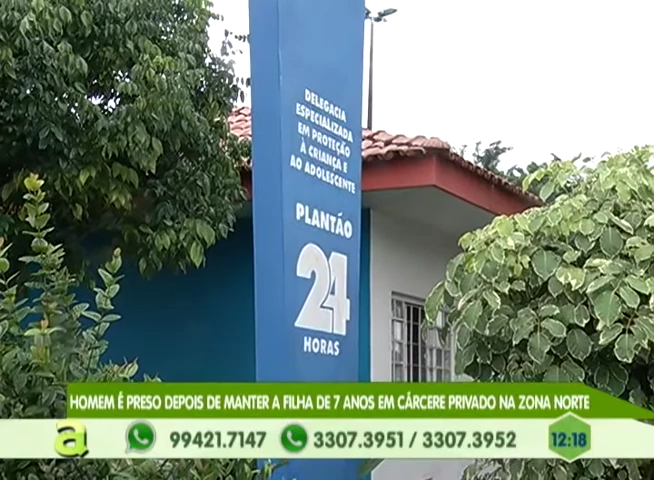 DELEGACIA
ESPECIALIZADA
EM PROTEÇÃO
À CRIANÇA E
AO ADOLESCENTE
PLANTÃO
24
HORAS
HOMEM É PRESO DEPOIS DE MANTER A FILHA DE 7 ANOS EM CÁRCERE PRIVADO NA ZONA NORTE
a 99421.7147 3307.3951 / 3307.3952 12:18